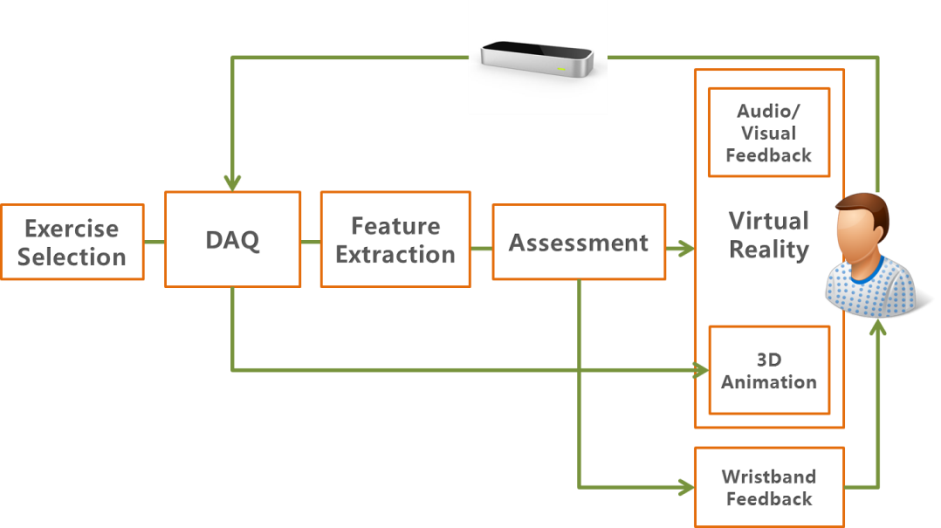 Exercise
Selection
DAQ
Feature
Extraction
Assessment
Audio/
Visual
Feedback
Virtual
Reality
3D
Animation
Wristband
Feedback